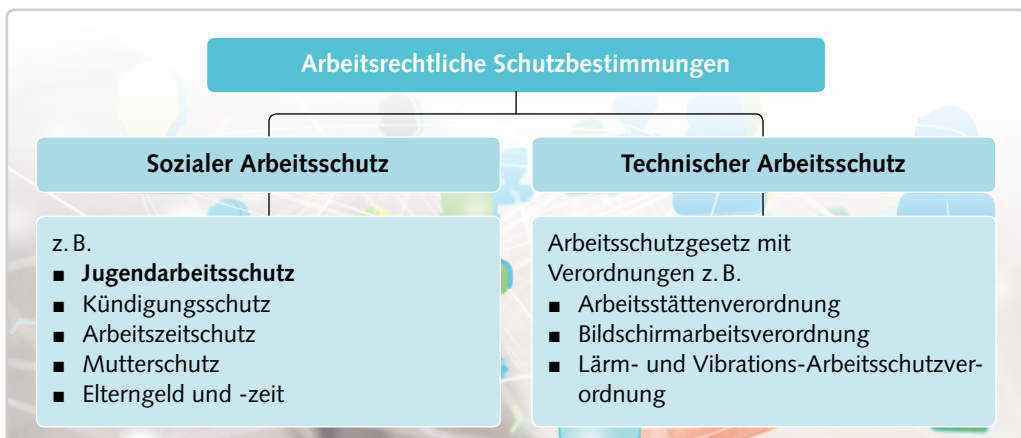 Arbeitsrechtliche Schutzbestimmungen
Sozialer Arbeitsschutz
z. B.
■ Jugendarbeitsschutz
■ Kündigungsschutz
■ Arbeitszeitschutz
■ Mutterschutz
■ Elterngeld und -zeit
Technischer Arbeitsschutz
Arbeitsschutzgesetz mit
Verordnungen z. B.
■ Arbeitsstättenverordnung
■ Bildschirmarbeitsverordnung
■ Lärm- und Vibrations-Arbeitsschutzver-
ordnung